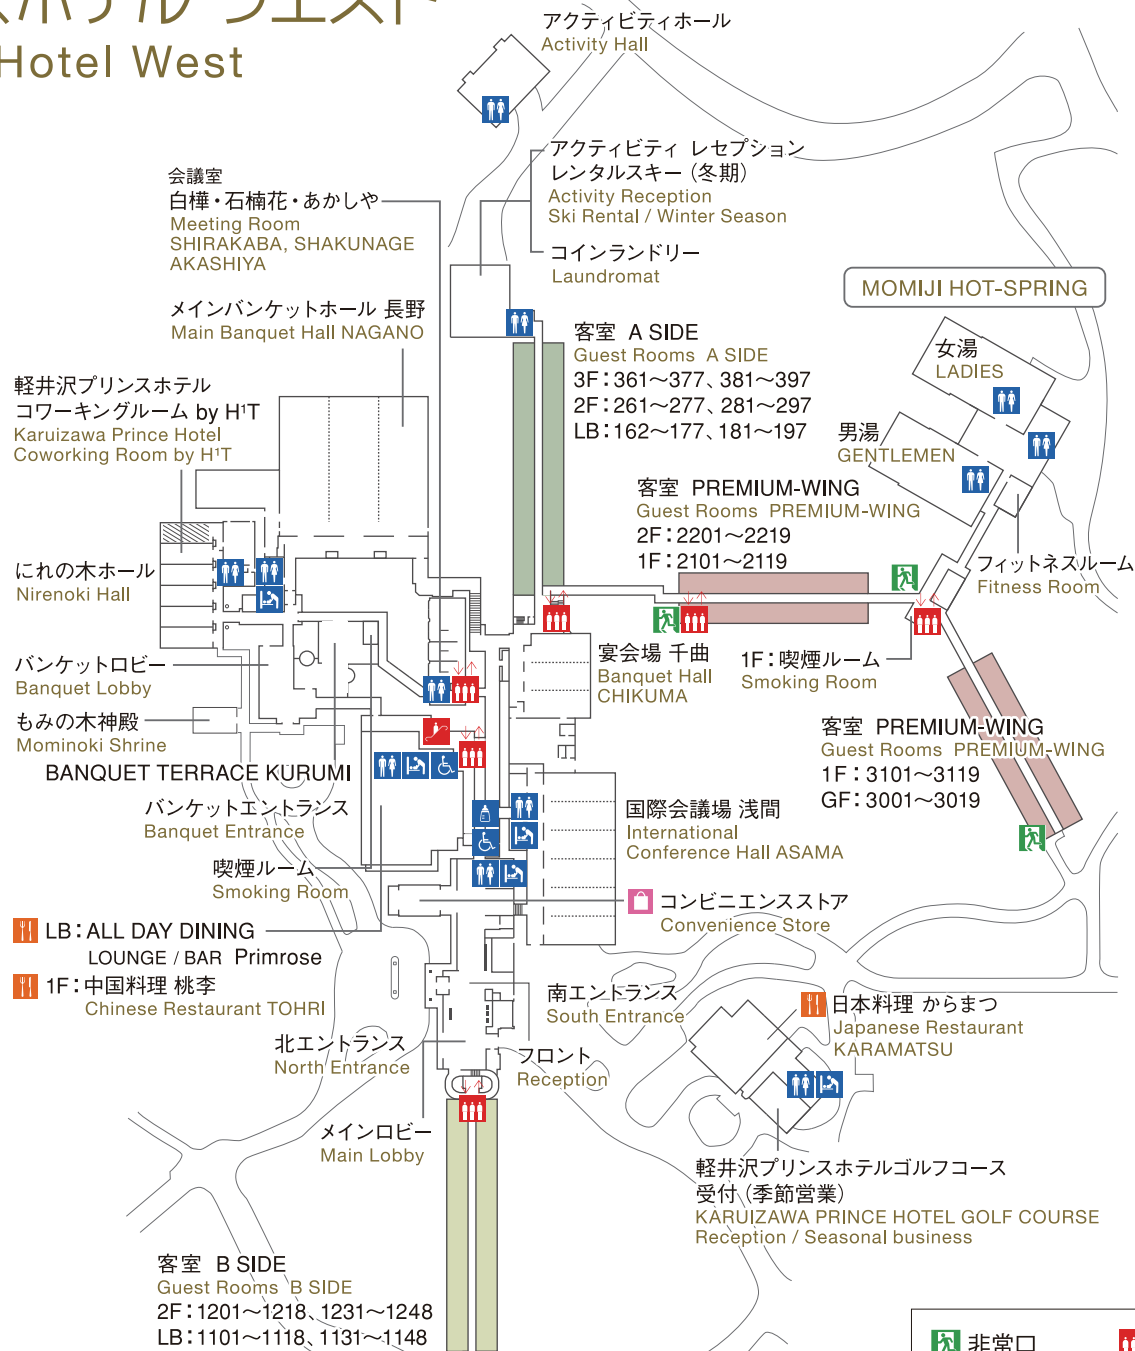 ホテル ウエスト
Hotel West
アクティビティホール
Activity Hall
アクティビティ レセプション
レンタルスキー（冬期）
Activity Reception
Ski Rental / Winter Season
コインランドリー
Laundromat
会議室
白樺・石楠花・あかしや
Meeting Room
SHIRAKABA, SHAKUNAGE
AKASHIYA
メインバンケットホール 長野
Main Banquet Hall NAGANO
軽井沢プリンスホテル
コワーキングルーム by H¹T
Karuizawa Prince Hotel
Coworking Room by H¹T
客室 A SIDE
Guest Rooms A SIDE
3F：361～377、381～397
2F：261～277、281～297
LB：162～177、181～197
MOMIJI HOT-SPRING
女湯
LADIES
男湯
GENTLEMEN
客室 PREMIUM-WING
Guest Rooms PREMIUM-WING
2F：2201～2219
1F：2101～2119
フィットネスルーム
Fitness Room
にれの木ホール
Nirenoki Hall
バンケットロビー
Banquet Lobby
もみの木神殿
Mominoki Shrine
BANQUET TERRACE KURUMI
バンケットエントランス
Banquet Entrance
喫煙ルーム
Smoking Room
宴会場 千曲
Banquet Hall
CHIKUMA
1F：喫煙ルーム
Smoking Room
客室 PREMIUM-WING
Guest Rooms PREMIUM-WING
1F：3101～3119
GF：3001～3019
国際会議場 浅間
International
Conference Hall ASAMA
コンビニエンスストア
Convenience Store
LB：ALL DAY DINING
LOUNGE / BAR Primrose
1F：中国料理 桃李
Chinese Restaurant TOHRI
南エントランス
South Entrance
日本料理 からまつ
Japanese Restaurant
KARAMATSU
北エントランス
North Entrance
フロント
Reception
メインロビー
Main Lobby
軽井沢プリンスホテルゴルフコース
受付（季節営業）
KARUIZAWA PRINCE HOTEL GOLF COURSE
Reception / Seasonal business
客室 B SIDE
Guest Rooms B SIDE
2F：1201～1218、1231～1248
LB：1101～1118、1131～1148
非常口